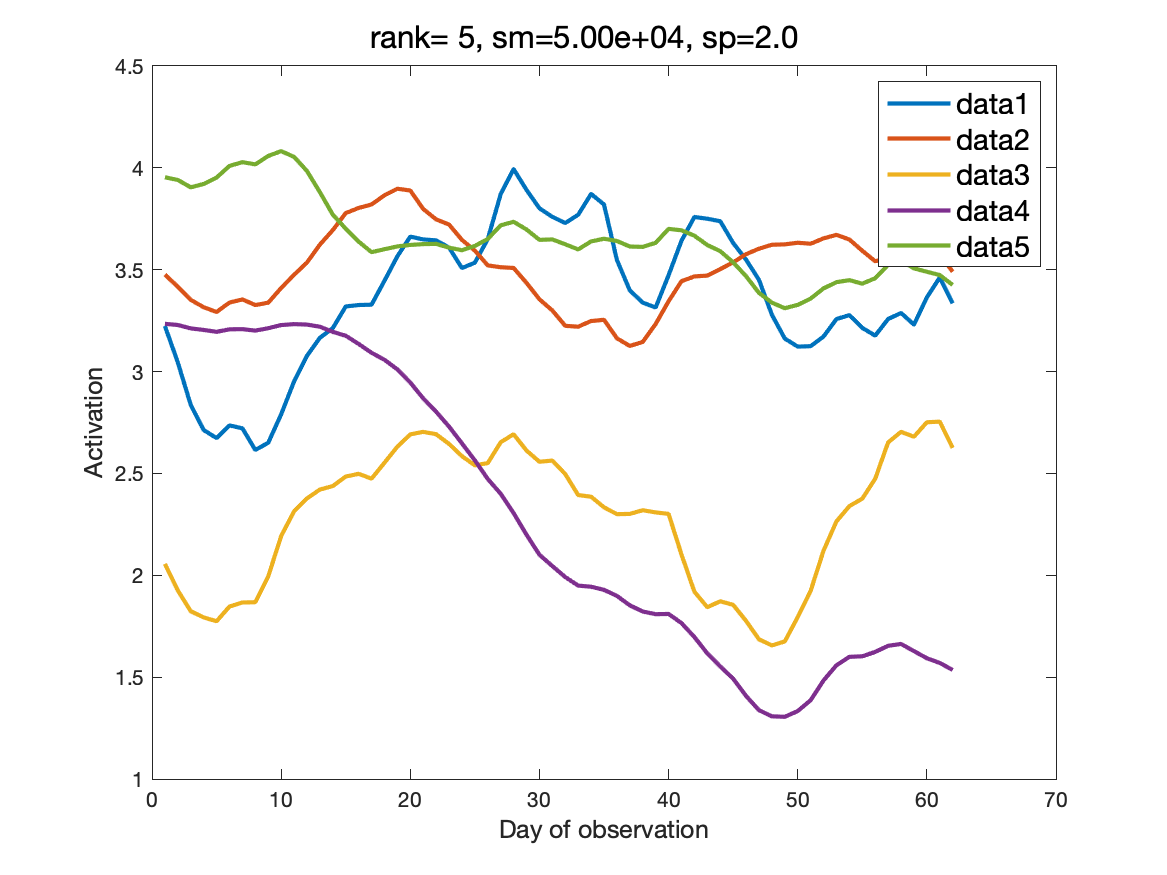 rank= 5, sm=5.00e+04, sp=2.0
4.5
4
3.5
3
2.5
2
1.5
1
Activation
data1
data2
data3
data4
data5
0 10 20 30 40 50 60 70
Day of observation